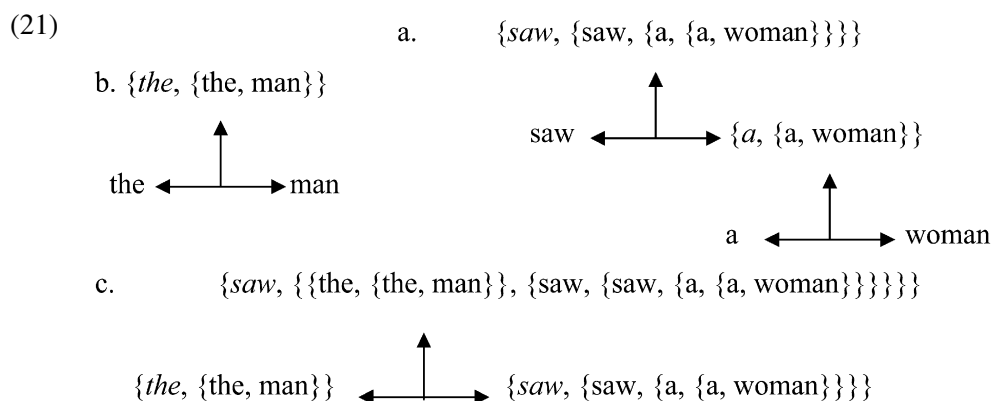 (21)
a. {saw, {saw, {a, {a, woman}}}}
b. {the, {the, man}}
saw {a, {a, woman}}
the man
a woman
c. {saw, {{the, {the, man}}, {saw, {saw, {a, {a, woman}}}}}}
{the, {the, man}} {saw, {saw, {a, {a, woman}}}}